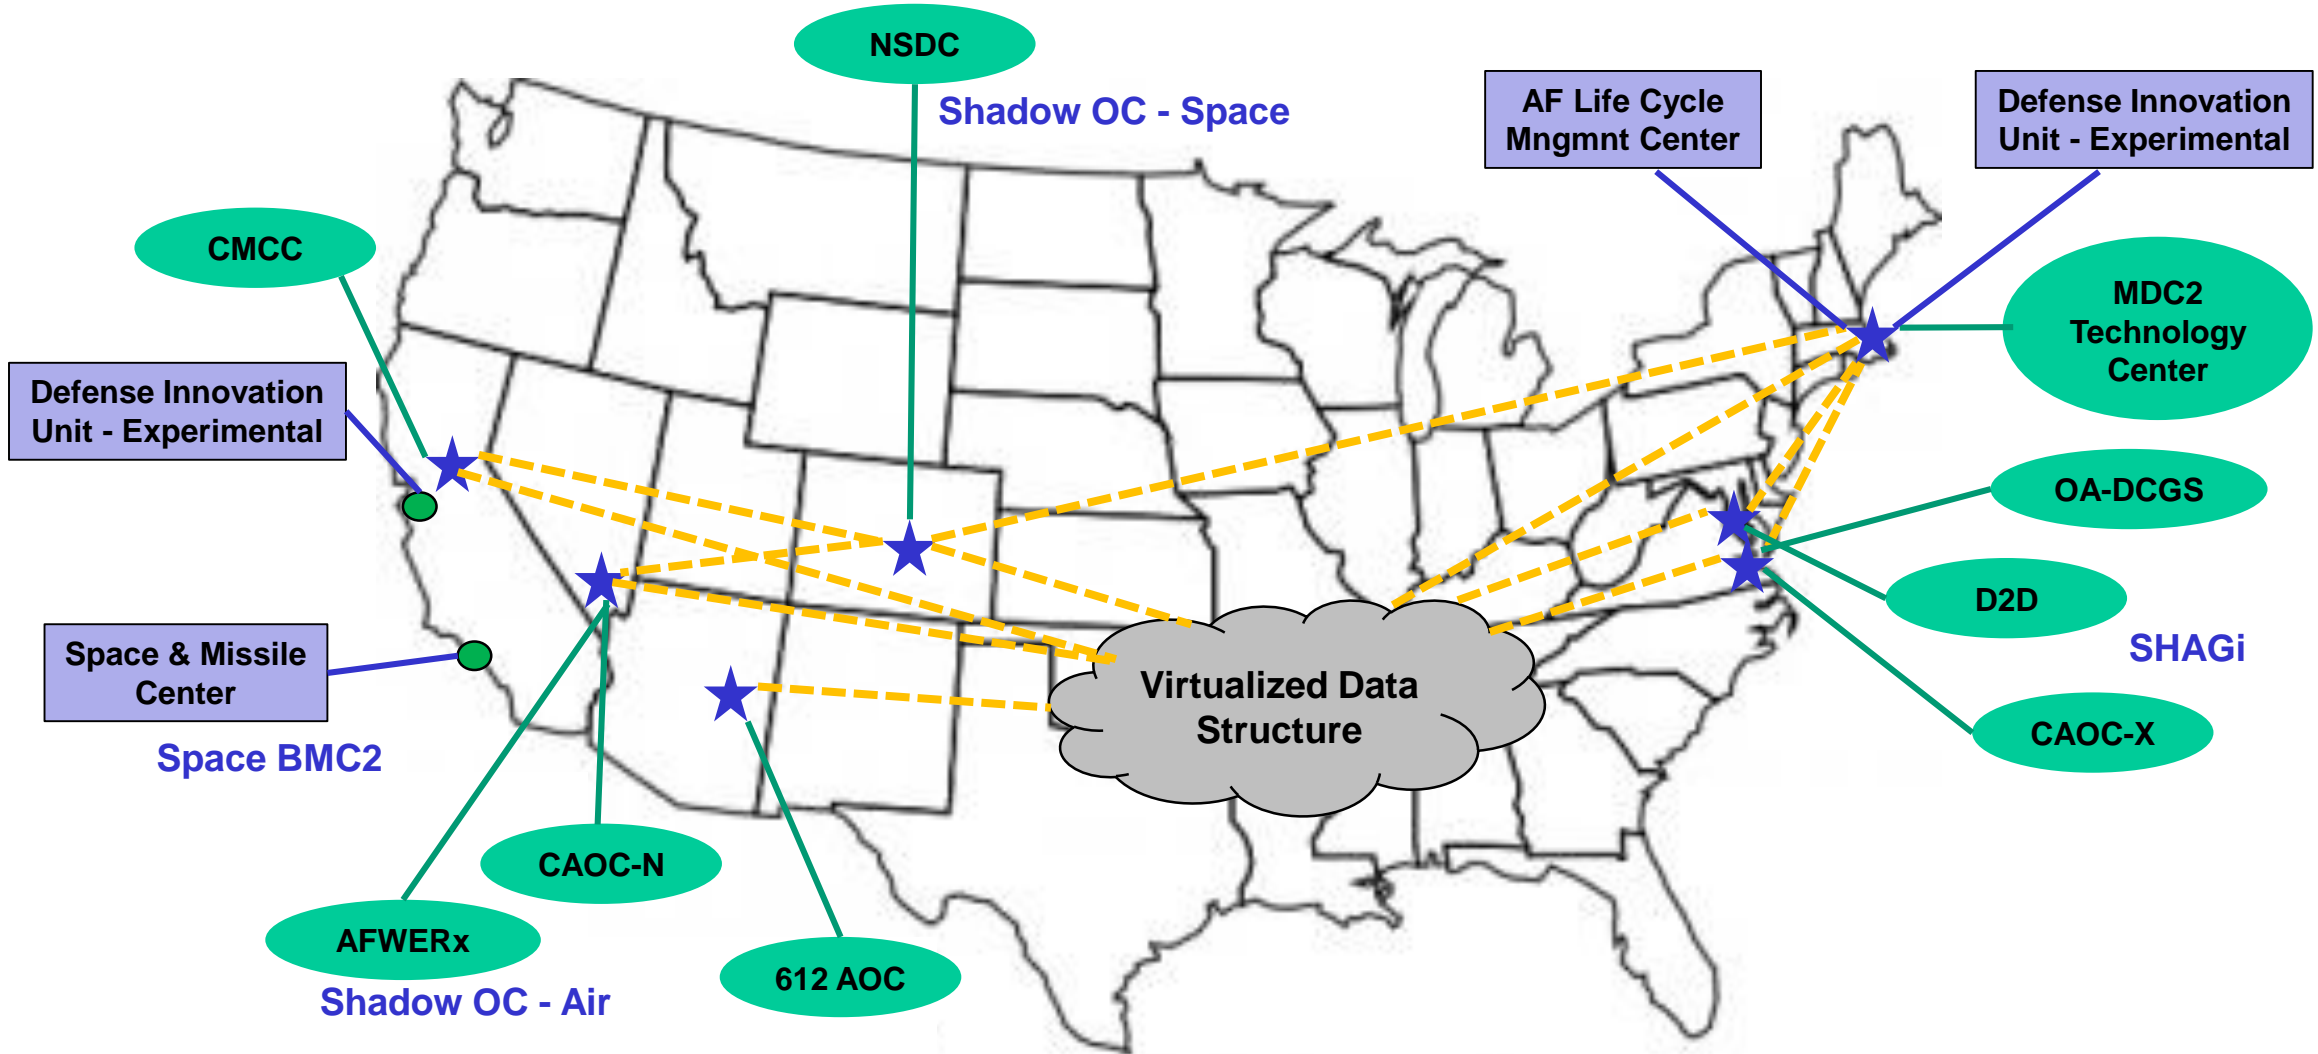 NSDC
Shadow OC - Space
AF Life Cycle
Mngmnt Center
Defense Innovation
Unit - Experimental
CMCC
MDC2
Technology
Center
Defense Innovation
Unit - Experimental
OA-DCGS
D2D
SHAGi
Space & Missile
Center
Virtualized Data
Structure
CAOC-X
Space BMC2
CAOC-N
AFWERx
612 AOC
Shadow OC - Air